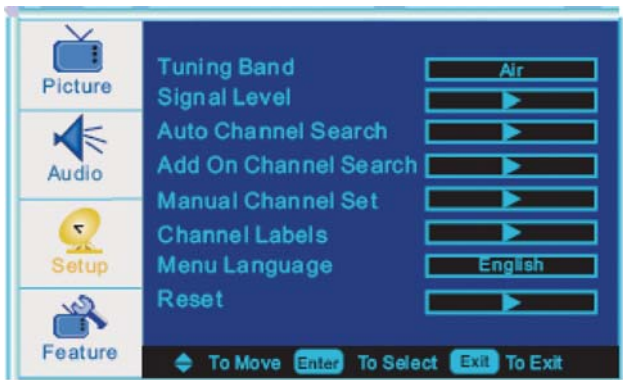 Picture
Audio
Setup
Feature
Tuning Band Air
Signal Level
Auto Channel Search
Add On Channel Search
Manual Channel Set
Channel Labels
Menu Language English
Reset
To Move Enter To Select Exit To Exit